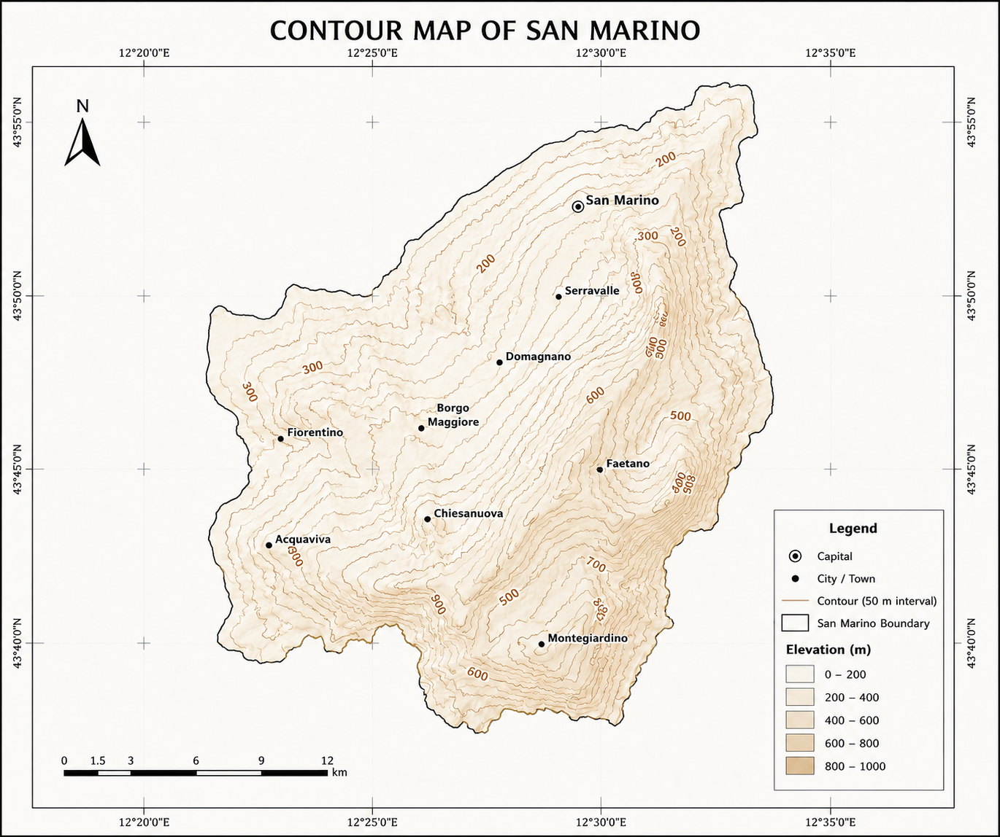 CONTOUR MAP OF SAN MARINO
12°20'0"E
12°25'0"E
12°30'0"E
12°35'0"E
43°55'0"N
43°55'0"N
N
200
San Marino
300
200
200
43°50'0"N
43°50'0"N
Serravalle
Domagnano
300
300
600
Borgo
Maggiore
500
Fiorentino
Faetano
43°45'0"N
43°45'0"N
Chiesanuova
Acquaviva
300
700
500
900
Montegiardino
43°40'0"N
43°40'0"N
600
Legend
Capital
City / Town
Contour (50 m interval)
San Marino Boundary
Elevation (m)
0 – 200
200 – 400
400 – 600
600 – 800
800 – 1000
0 1.5 3 6 9 12
km
12°20'0"E
12°25'0"E
12°30'0"E
12°35'0"E